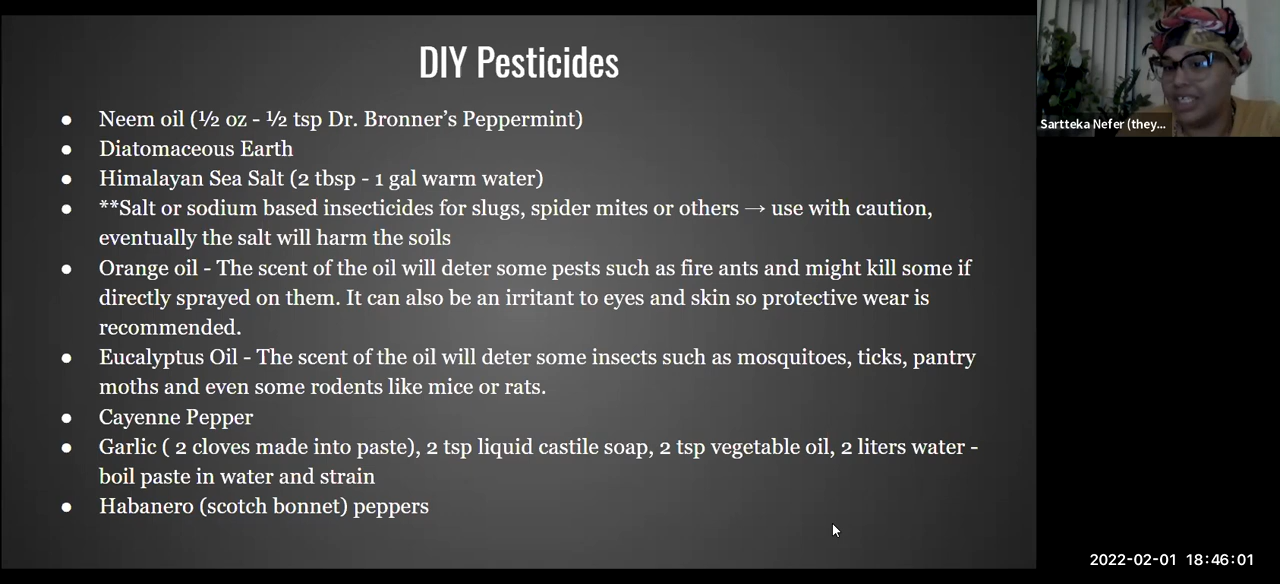 DIY Pesticides
● Neem oil (½ oz - ½ tsp Dr. Bronner’s Peppermint)
● Diatomaceous Earth
● Himalayan Sea Salt (2 tbsp - 1 gal warm water)
● **Salt or sodium based insecticides for slugs, spider mites or others → use with caution,
eventually the salt will harm the soils
● Orange oil - The scent of the oil will deter some pests such as fire ants and might kill some if
directly sprayed on them. It can also be an irritant to eyes and skin so protective wear is
recommended.
● Eucalyptus Oil - The scent of the oil will deter some insects such as mosquitoes, ticks, pantry
moths and even some rodents like mice or rats.
● Cayenne Pepper
● Garlic ( 2 cloves made into paste), 2 tsp liquid castile soap, 2 tsp vegetable oil, 2 liters water -
boil paste in water and strain
● Habanero (scotch bonnet) peppers
Sartteka Nefer (they...
2022-02-01 18:46:01